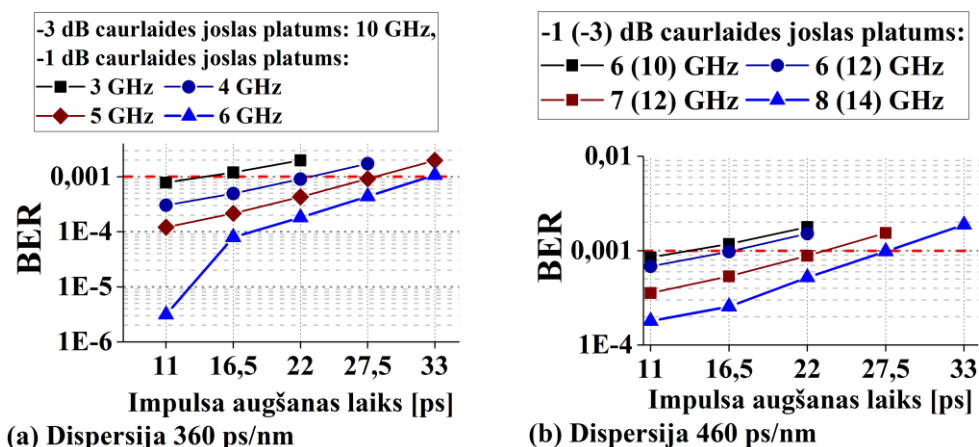 -3 dB caurlaides joslas platums: 10 GHz,
-1 dB caurlaides joslas platums:
3 GHz 4 GHz
5 GHz 6 GHz
0,001
1E-4
1E-5
1E-6
BER
11 16,5 22 27,5 33
Impulsa augšanas laiks [ps]
(a) Dispersija 360 ps/nm
-1 (-3) dB caurlaides joslas platums:
6 (10) GHz 6 (12) GHz
7 (12) GHz 8 (14) GHz
0,01
0,001
1E-4
BER
11 16,5 22 27,5 33
Impulsa augšanas laiks [ps]
(b) Dispersija 460 ps/nm